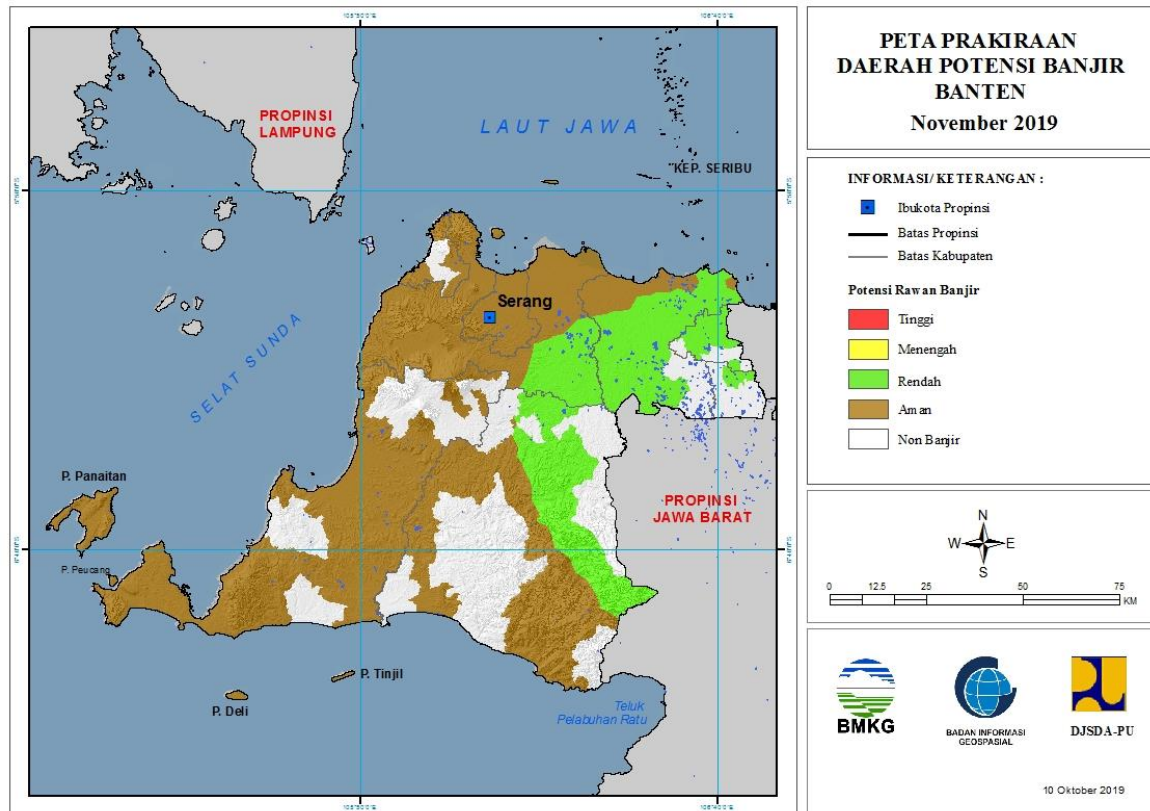 PETA PRAKIRAAN
DAERAH POTENSI BANJIR
BANTEN
November 2019
INFORMASI/ KETERANGAN :
Ibukota Propinsi
Batas Propinsi
Batas Kabupaten
Potensi Rawan Banjir
Tinggi
Menengah
Rendah
Aman
Non Banjir
N
W E
S
0 12.5 25 50 75
KM
BMKG
BADAN INFORMASI
GEOSPASIAL
DJSDA-PU
10 Oktober 2019
PROPINSI
LAMPUNG
LAUT JAWA
KEP. SERIBU
Serang
SELAT SUNDA
P. Panaitan
P. Peucang
PROPINSI
JAWA BARAT
P. Tinjil
P. Deli
Teluk
Pelabuhan Ratu